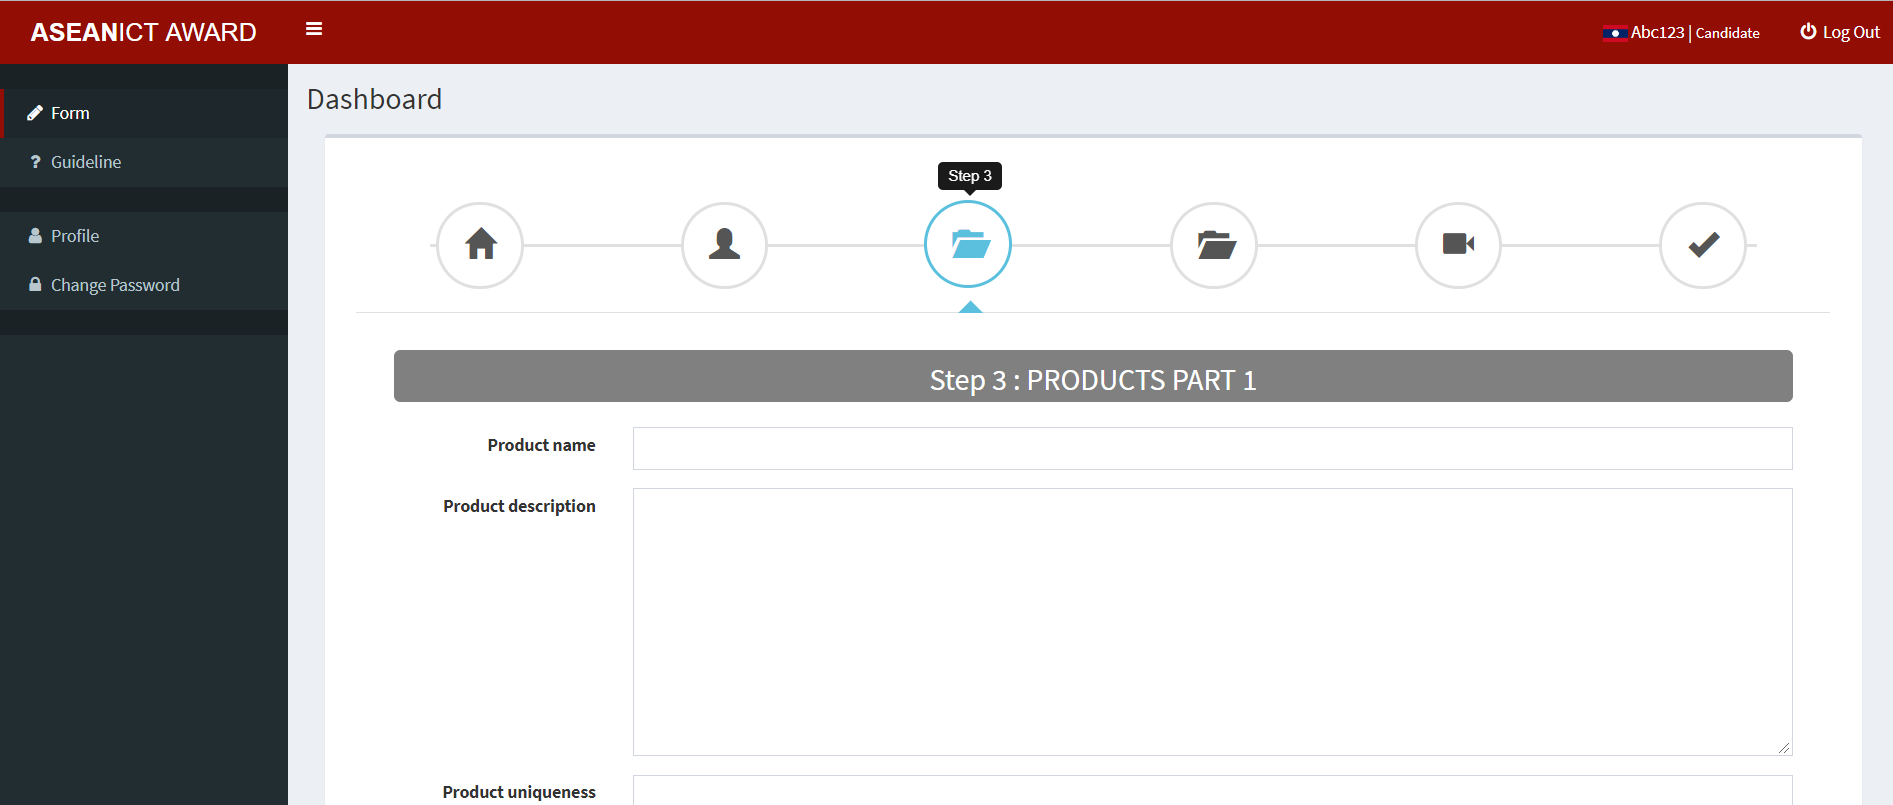 ASEANICT AWARD
Abc123 | Candidate
Log Out
Form
Guideline
Profile
Change Password
Dashboard
Step 3
Step 3 : PRODUCTS PART 1
Product name
Product description
Product uniqueness